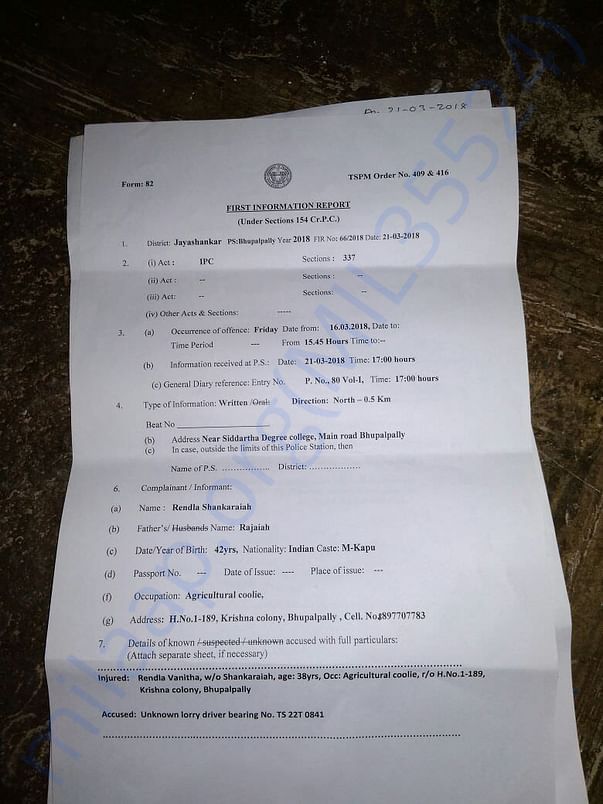 Dn. 21-03-2018
Form: 82
TSPM Order No. 409 & 416
FIRST INFORMATION REPORT
(Under Sections 154 Cr.P.C.)
1. District: Jayashankar PS:Bhupalpally Year 2018 FIR No: 66/2018 Date: 21-03-2018
2. (i) Act : IPC Sections : 337
(ii) Act : -- Sections : --
(iii) Act: -- Sections: --
(iv) Other Acts & Sections: -----
3. (a) Occurrence of offence: Friday Date from: 16.03.2018, Date to:
Time Period --- From 15.45 Hours Time to:--
(b) Information received at P.S.: Date: 21-03-2018 Time: 17:00 hours
(c) General Diary reference: Entry No. P. No., 80 Vol-1, Time: 17:00 hours
4. Type of Information: Written /Oral: Direction: North – 0.5 Km
Beat No
(b) Address Near Siddartha Degree college, Main road Bhupalpally
(c) In case, outside the limits of this Police Station, then
Name of P.S. ................. District: ..................
6. Complainant / Informant:
(a) Name : Rendla Shankaraiah
(b) Father's/ Husbands Name: Rajaiah
(c) Date/Year of Birth: 42yrs, Nationality: Indian Caste: M-Kapu
(d) Passport No. --- Date of Issue: ---- Place of issue: ---
(f) Occupation: Agricultural coolie,
(g) Address: H.No.1-189, Krishna colony, Bhupalpally , Cell. No.8897707783
7. Details of known / suspected / unknown accused with full particulars:
(Attach separate sheet, if necessary)
Injured: Rendla Vanitha, w/o Shankaraiah, age: 38yrs, Occ: Agricultural coolie, r/o H.No.1-189,
Krishna colony, Bhupalpally
Accused: Unknown lorry driver bearing No. TS 22T 0841
milaap.org(MIL35524)